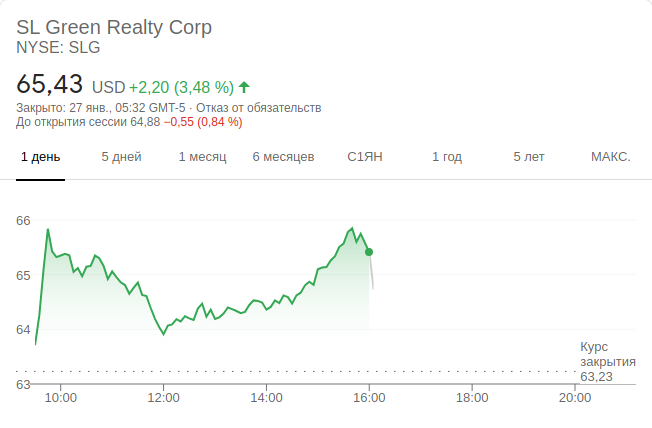 SL Green Realty Corp
NYSE: SLG
65,43 USD +2,20 (3,48 %)
Закрыто: 27 янв., 05:32 GMT-5 · Отказ от обязательств
До открытия сессии 64,88 −0,55 (0,84 %)
1 день 5 дней 1 месяц 6 месяцев С1ЯН 1 год 5 лет МАКС.
66
65
64
Курс
закрытия
63,23
63
10:00 12:00 14:00 16:00 18:00 20:00